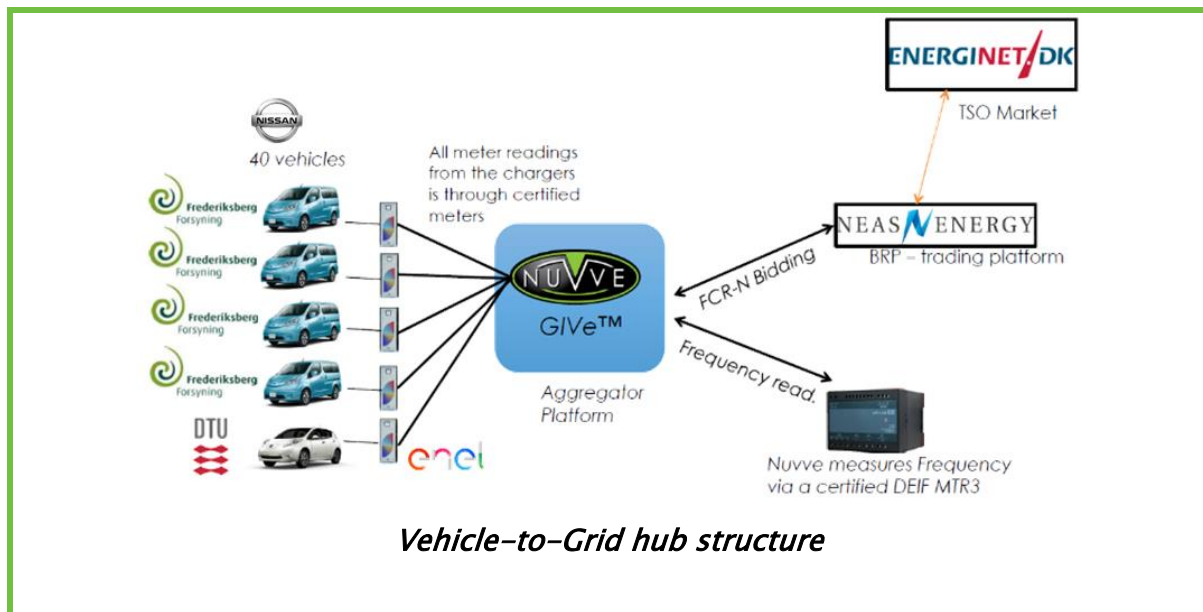 ENERGINET/DK
TSO Market
NISSAN
40 vehicles
All meter readings
from the chargers
is through certified
meters
Frederiksberg
Forsyning
Frederiksberg
Forsyning
Frederiksberg
Forsyning
Frederiksberg
Forsyning
DTU
enel
NUVVE
GIVe™
Aggregator
Platform
FCR-N Bidding
Frequency read.
NEAS ENERGY
BRP – trading platform
Nuvve measures Frequency
via a certified DEIF MTR3
Vehicle-to-Grid hub structure